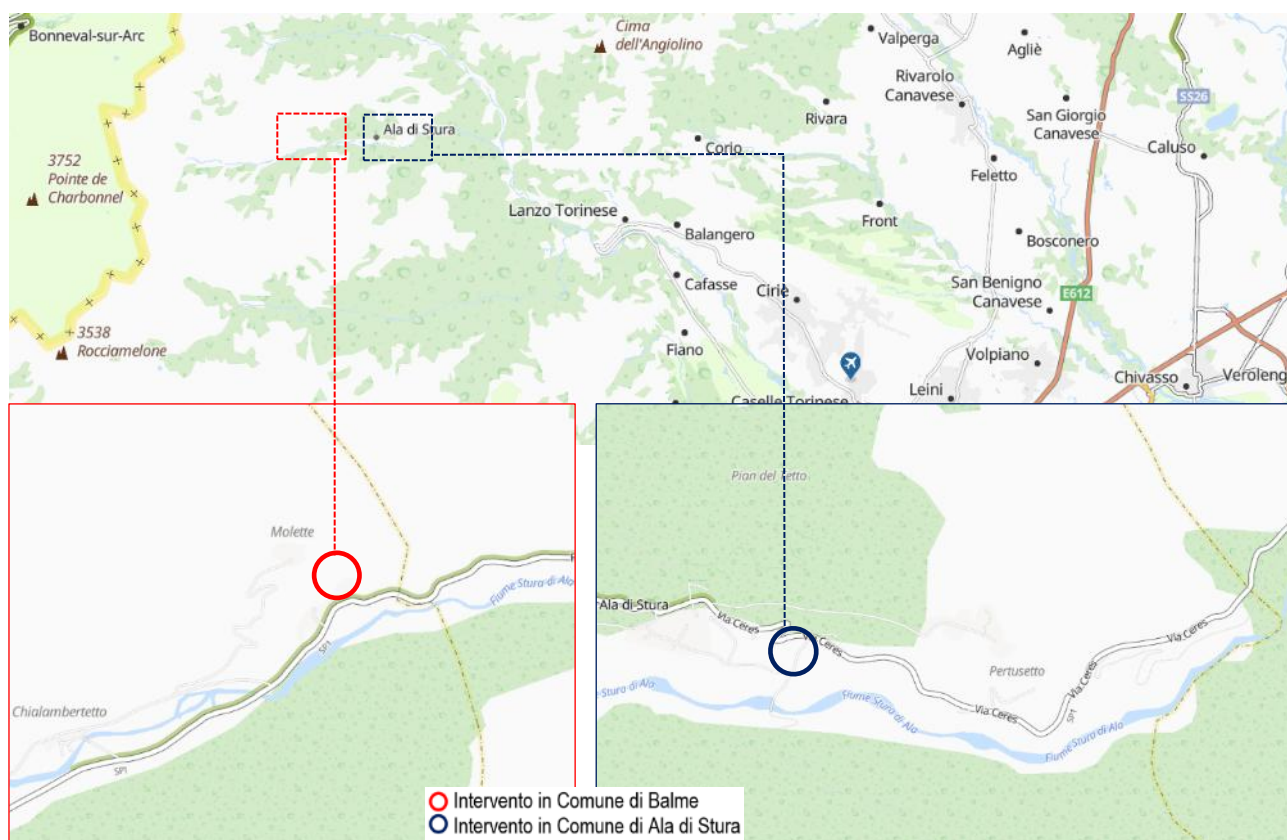 Bonneval-sur-Arc
Cima
dell'Angiolino
Valperga
Agliè
Rivarolo
Canavese
SS26
Rivara
San Giorgio
Canavese
Ala di Stura
Corio
Caluso
3752
Pointe de
Charbonnel
Feletto
Lanzo Torinese
Front
Balangero
Bosconero
Cafasse
Cirié
San Benigno
Canavese
E612
3538
Rocciamelone
Fiano
Volpiano
Leini
Chivasso
Veroleng
Caselle Torinese
Molette
Fiume Stura di Ala
SP1
Chialambertetto
SP1
Pian del Tetto
Ala di Stura
Via Ceres
Via Ceres
Via Ceres
Pertusetto
Via Ceres
e Stura di Ala
Fiume Stura di Ala
Via Ceres
SP1
Fiume Stura di Ala
Intervento in Comune di Balme
Intervento in Comune di Ala di Stura